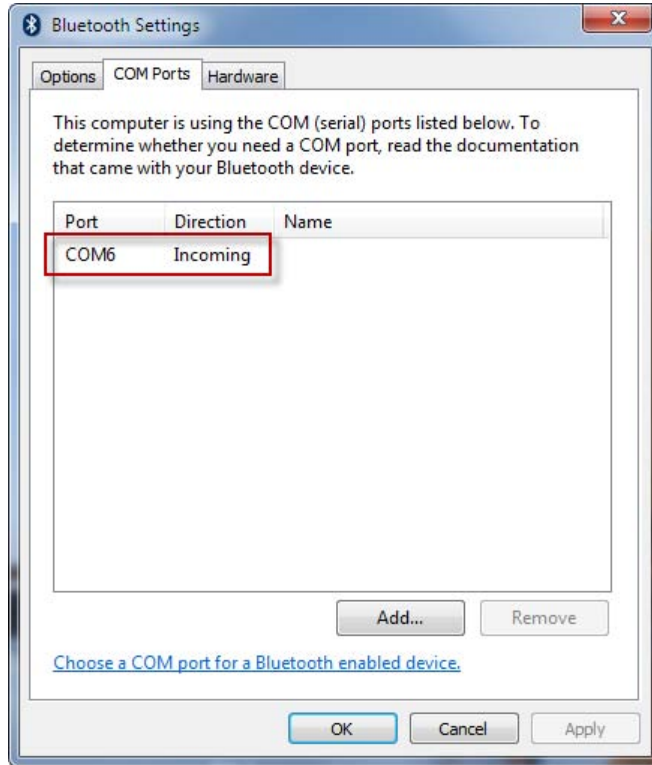 Bluetooth Settings
Options COM Ports Hardware
This computer is using the COM (serial) ports listed below. To
determine whether you need a COM port, read the documentation
that came with your Bluetooth device.
Port Direction Name
COM6 Incoming
Add... Remove
Choose a COM port for a Bluetooth enabled device.
OK Cancel Apply